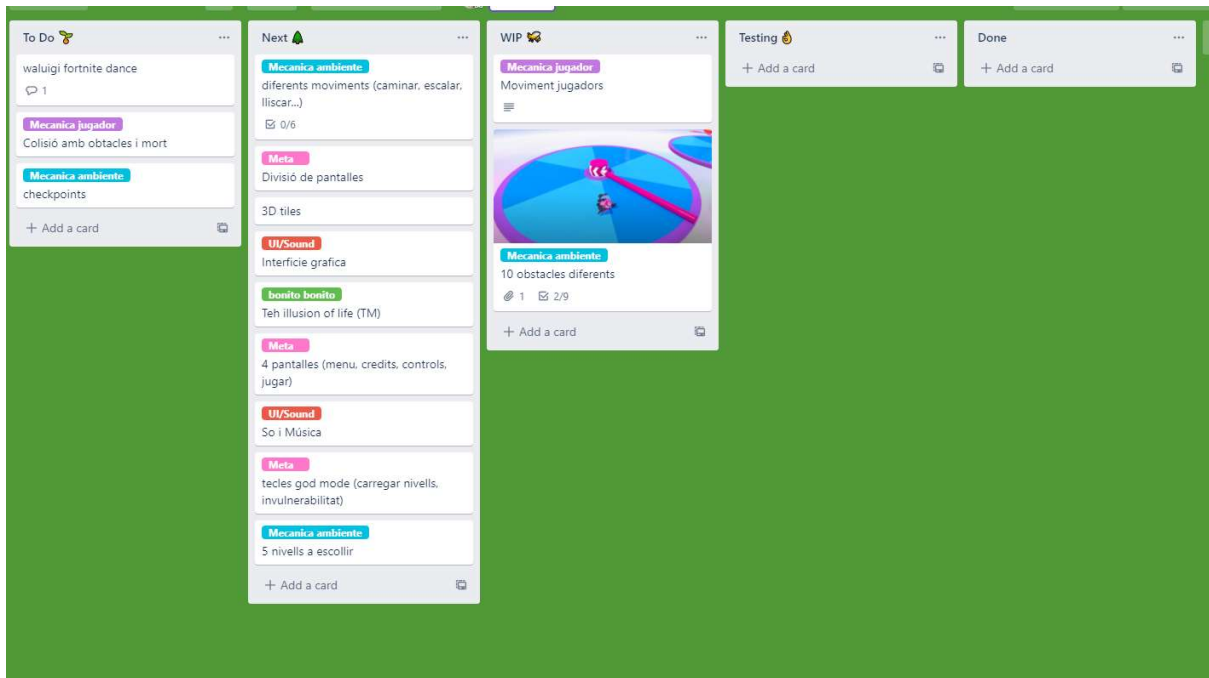 To Do
waluigi fortnite dance
1
Mecanica jugador
Colisió amb obtacles i mort
Mecanica ambiente
checkpoints
+ Add a card
Next
Mecanica ambiente
diferents moviments (caminar, escalar,
lliscar...)
0/6
Meta
Divisió de pantalles
3D tiles
UI/Sound
Interficie grafica
bonito bonito
Teh illusion of life (TM)
Meta
4 pantalles (menu, credits, controls,
jugar)
UI/Sound
So i Música
Meta
tecles god mode (carregar nivells,
invulnerabilitat)
Mecanica ambiente
5 nivells a escollir
+ Add a card
WIP
Mecanica jugador
Moviment jugadors
Mecanica ambiente
10 obstacles diferents
1 2/9
+ Add a card
Testing
+ Add a card
Done
+ Add a card